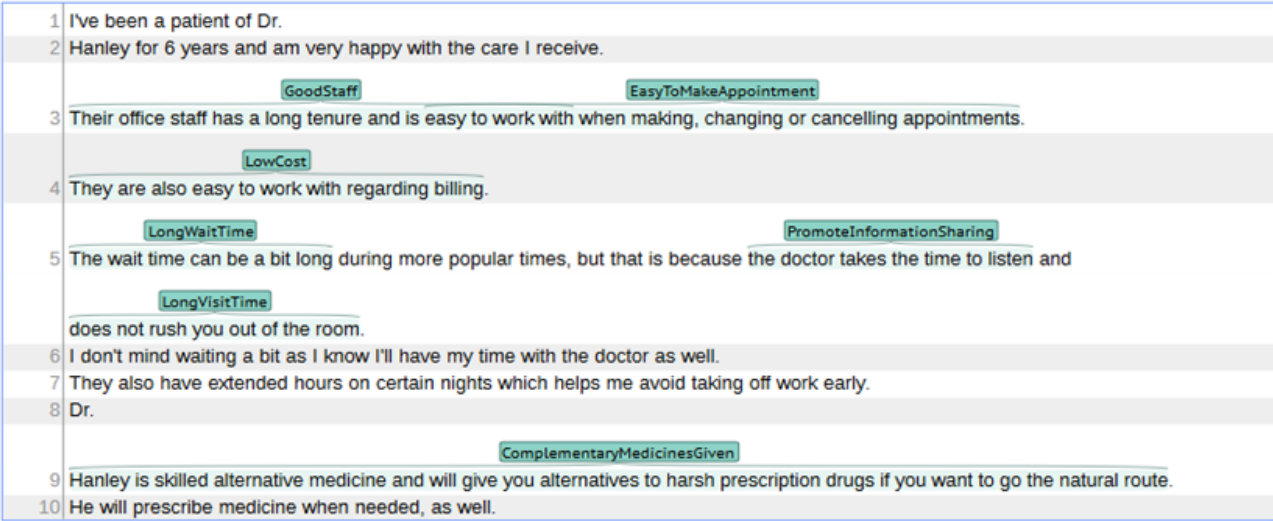 1 I've been a patient of Dr.
2 Hanley for 6 years and am very happy with the care I receive.
GoodStaff EasyToMakeAppointment
3 Their office staff has a long tenure and is easy to work with when making, changing or cancelling appointments.
LowCost
4 They are also easy to work with regarding billing.
LongWaitTime PromoteInformationSharing
5 The wait time can be a bit long during more popular times, but that is because the doctor takes the time to listen and
LongVisitTime
does not rush you out of the room.
6 I don't mind waiting a bit as I know I'll have my time with the doctor as well.
7 They also have extended hours on certain nights which helps me avoid taking off work early.
8 Dr.
ComplementaryMedicinesGiven
9 Hanley is skilled alternative medicine and will give you alternatives to harsh prescription drugs if you want to go the natural route.
10 He will prescribe medicine when needed, as well.